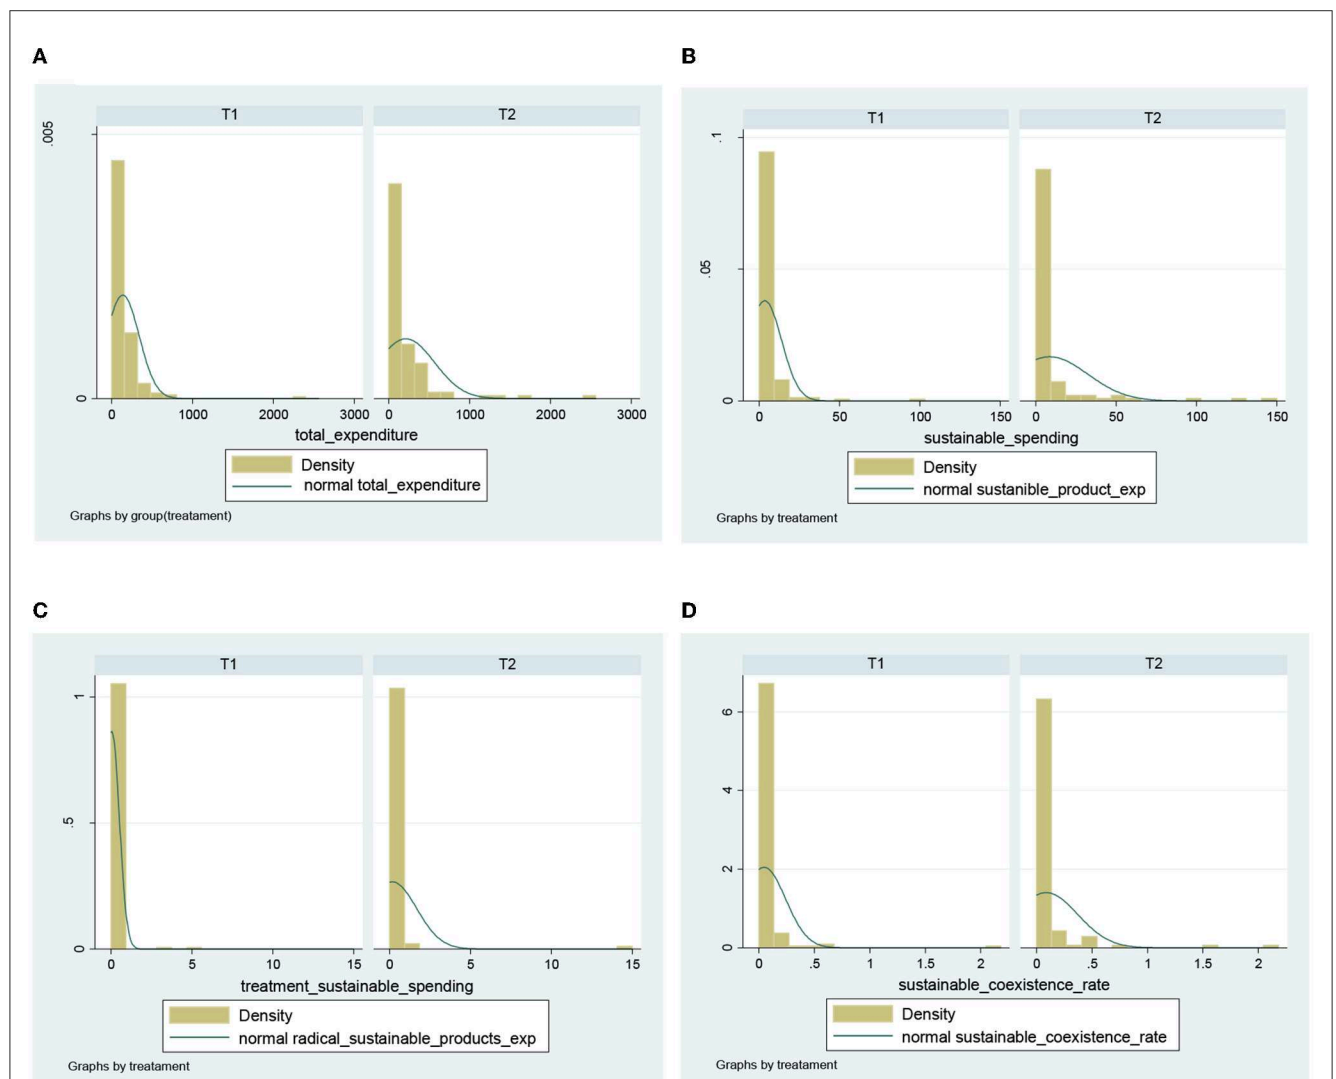 A
T1 T2
.005
0
0 1000 2000 3000 0 1000 2000 3000
total_expenditure
Density
normal total_expenditure
Graphs by group(treatament)
B
T1 T2
.1
.05
0
0 50 100 150 0 50 100 150
sustainable_spending
Density
normal sustanible_product_exp
Graphs by treatament
C
T1 T2
1
.5
0
0 5 10 15 0 5 10 15
treatment_sustainable_spending
Density
normal radical_sustainable_products_exp
Graphs by treatament
D
T1 T2
6
4
2
0
0 .5 1 1.5 2 0 .5 1 1.5 2
sustainable_coexistence_rate
Density
normal sustainable_coexistence_rate
Graphs by treatament